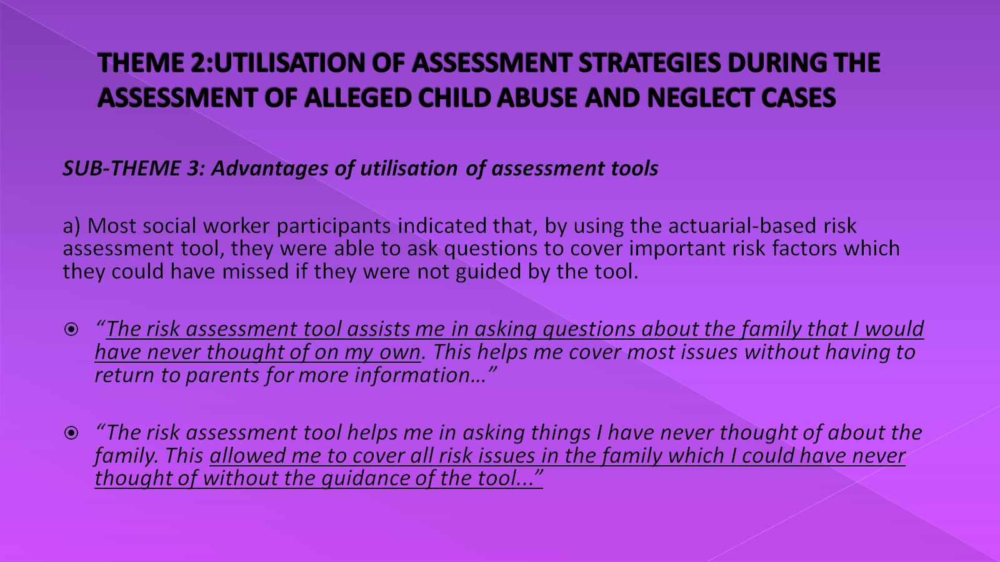 THEME 2:UTILISATION OF ASSESSMENT STRATEGIES DURING THE
ASSESSMENT OF ALLEGED CHILD ABUSE AND NEGLECT CASES
SUB-THEME 3: Advantages of utilisation of assessment tools
a) Most social worker participants indicated that, by using the actuarial-based risk
assessment tool, they were able to ask questions to cover important risk factors which
they could have missed if they were not guided by the tool.
“The risk assessment tool assists me in asking questions about the family that I would
have never thought of on my own. This helps me cover most issues without having to
return to parents for more information…”
“The risk assessment tool helps me in asking things I have never thought of about the
family. This allowed me to cover all risk issues in the family which I could have never
thought of without the guidance of the tool...”